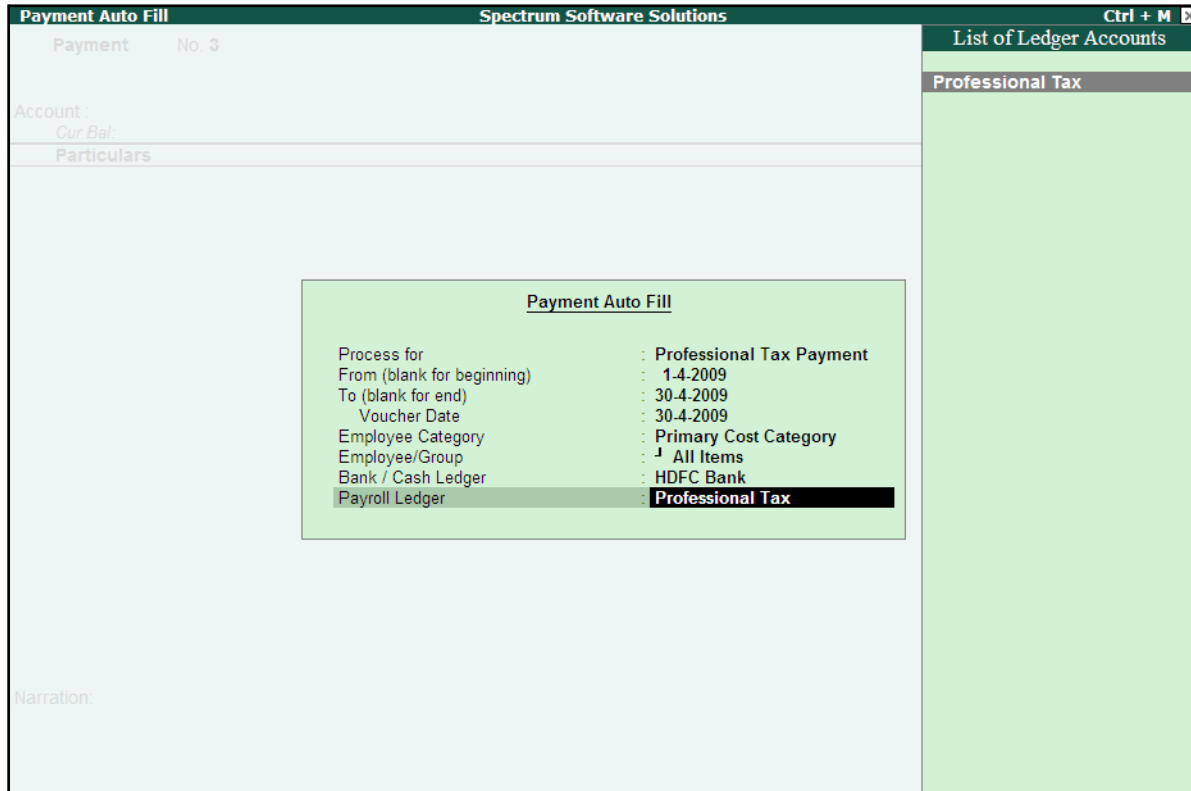 Payment Auto Fill Spectrum Software Solutions Ctrl + M
Payment No. 3
List of Ledger Accounts
Professional Tax
Account :
Cur Bal:
Particulars
Payment Auto Fill
Process for : Professional Tax Payment
From (blank for beginning) : 1-4-2009
To (blank for end) : 30-4-2009
Voucher Date : 30-4-2009
Employee Category : Primary Cost Category
Employee/Group : ┘ All Items
Bank / Cash Ledger : HDFC Bank
Payroll Ledger : Professional Tax
Narration: